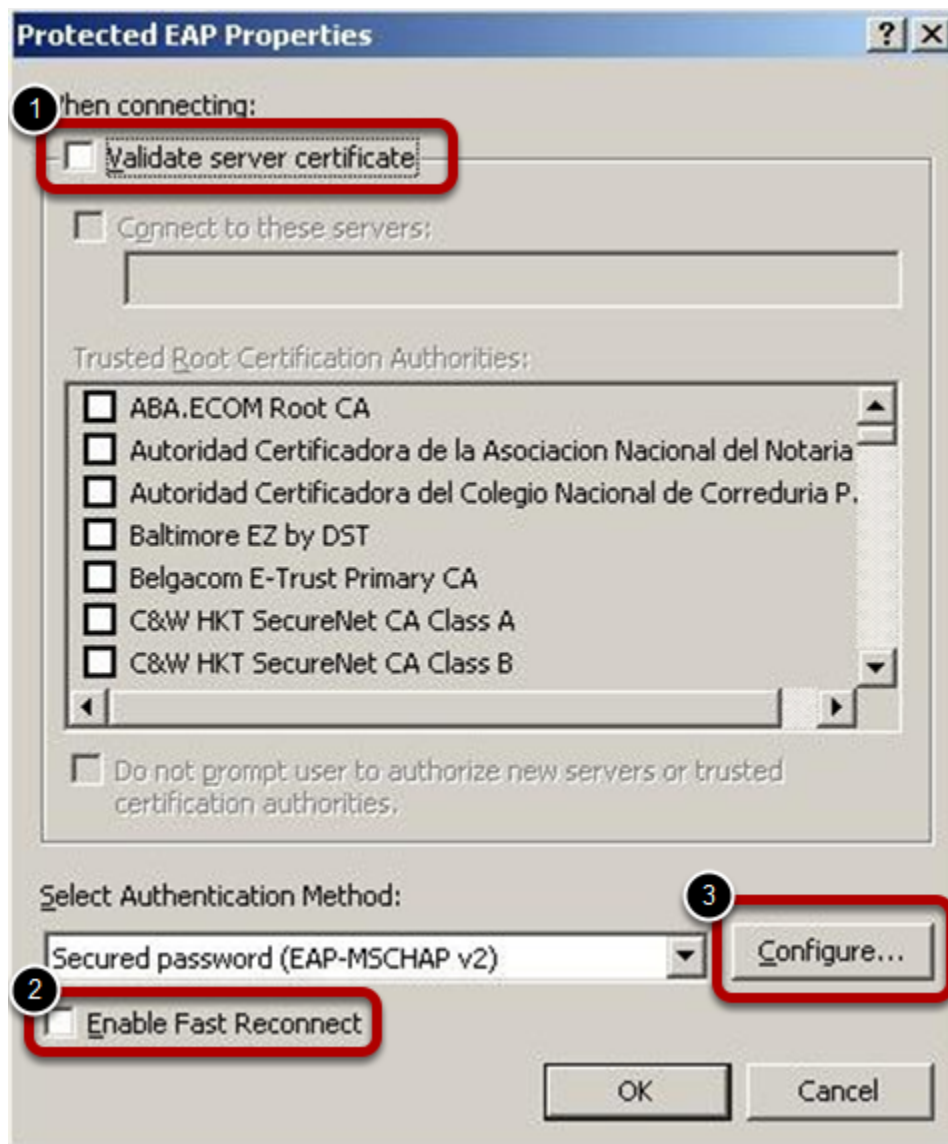 Protected EAP Properties
1
When connecting:
Validate server certificate
Connect to these servers:
Trusted Root Certification Authorities:
ABA.ECOM Root CA
Autoridad Certificadora de la Asociacion Nacional del Notaria
Autoridad Certificadora del Colegio Nacional de Correduria P.
Baltimore EZ by DST
Belgacom E-Trust Primary CA
C&W HKT SecureNet CA Class A
C&W HKT SecureNet CA Class B
Do not prompt user to authorize new servers or trusted
certification authorities.
Select Authentication Method:
3
Secured password (EAP-MSCHAP v2)
Configure...
2
Enable Fast Reconnect
OK
Cancel